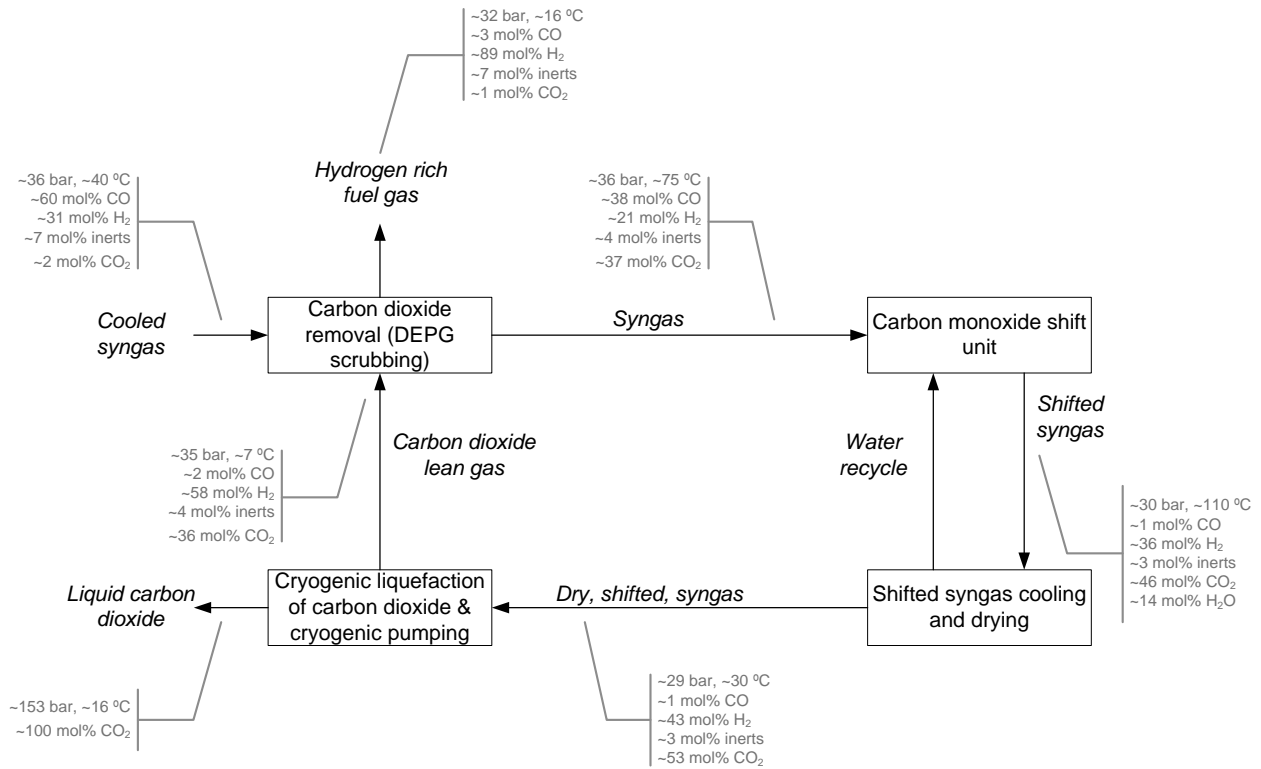 ~32 bar, ~16 ºC
~3 mol% CO
~89 mol% H₂
~7 mol% inerts
~1 mol% CO₂
Hydrogen rich
fuel gas
~36 bar, ~40 ºC
~60 mol% CO
~31 mol% H₂
~7 mol% inerts
~2 mol% CO₂
~36 bar, ~75 ºC
~38 mol% CO
~21 mol% H₂
~4 mol% inerts
~37 mol% CO₂
Cooled
syngas
Carbon dioxide
removal (DEPG
scrubbing)
Syngas
Carbon monoxide shift
unit
~35 bar, ~7 ºC
~2 mol% CO
~58 mol% H₂
~4 mol% inerts
~36 mol% CO₂
Carbon dioxide
lean gas
Water
recycle
Shifted
syngas
~30 bar, ~110 ºC
~1 mol% CO
~36 mol% H₂
~3 mol% inerts
~46 mol% CO₂
~14 mol% H₂O
Liquid carbon
dioxide
Cryogenic liquefaction
of carbon dioxide &
cryogenic pumping
Dry, shifted, syngas
Shifted syngas cooling
and drying
~153 bar, ~16 ºC
~100 mol% CO₂
~29 bar, ~30 ºC
~1 mol% CO
~43 mol% H₂
~3 mol% inerts
~53 mol% CO₂